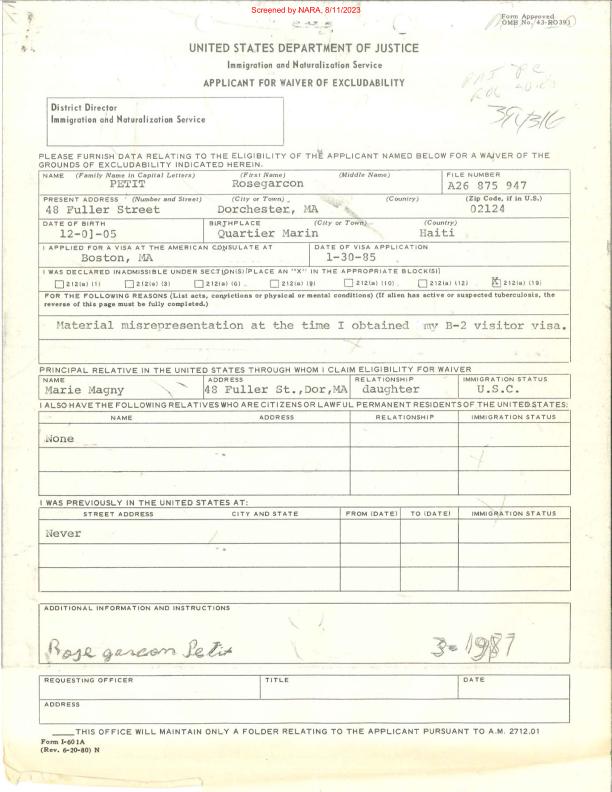 Screened by NARA, 8/11/2023
Form Approved
OMB No. 43-RO393
UNITED STATES DEPARTMENT OF JUSTICE
Immigration and Naturalization Service
APPLICANT FOR WAIVER OF EXCLUDABILITY
District Director
Immigration and Naturalization Service
PLEASE FURNISH DATA RELATING TO THE ELIGIBILITY OF THE APPLICANT NAMED BELOW FOR A WAIVER OF THE
GROUNDS OF EXCLUDABILITY INDICATED HEREIN.
NAME (Family Name in Capital Letters) (First Name) (Middle Name) FILE NUMBER
PETIT Rosegarcon A26 875 947
PRESENT ADDRESS (Number and Street) (City or Town) (Country) (Zip Code, if in U.S.)
48 Fuller Street Dorchester, MA 02124
DATE OF BIRTH BIRTHPLACE (City or Town) (Country)
12-01-05 Quartier Marin Haiti
I APPLIED FOR A VISA AT THE AMERICAN CONSULATE AT DATE OF VISA APPLICATION
Boston, MA 1-30-85
I WAS DECLARED INADMISSIBLE UNDER SECTION(S) (PLACE AN "X" IN THE APPROPRIATE BLOCK(S)
212(a) (1) 212(a) (3) 212(a) (6) 212(a) (9) 212(a) (10) 212(a) (12) X 212(a) (19)
FOR THE FOLLOWING REASONS (List acts, convictions or physical or mental conditions) (If alien has active or suspected tuberculosis, the
reverse of this page must be fully completed.)
Material misrepresentation at the time I obtained my B-2 visitor visa.
PRINCIPAL RELATIVE IN THE UNITED STATES THROUGH WHOM I CLAIM ELIGIBILITY FOR WAIVER
NAME ADDRESS RELATIONSHIP IMMIGRATION STATUS
Marie Magny 48 Fuller St.,Dor,MA daughter U.S.C.
I ALSO HAVE THE FOLLOWING RELATIVES WHO ARE CITIZENS OR LAWFUL PERMANENT RESIDENTS OF THE UNITED STATES:
NAME ADDRESS RELATIONSHIP IMMIGRATION STATUS
None
I WAS PREVIOUSLY IN THE UNITED STATES AT:
STREET ADDRESS CITY AND STATE FROM (DATE) TO (DATE) IMMIGRATION STATUS
Never
ADDITIONAL INFORMATION AND INSTRUCTIONS
Rose garcon Petit
REQUESTING OFFICER TITLE DATE
ADDRESS
THIS OFFICE WILL MAINTAIN ONLY A FOLDER RELATING TO THE APPLICANT PURSUANT TO A.M. 2712.01
Form I-601A
(Rev. 6-20-80) N